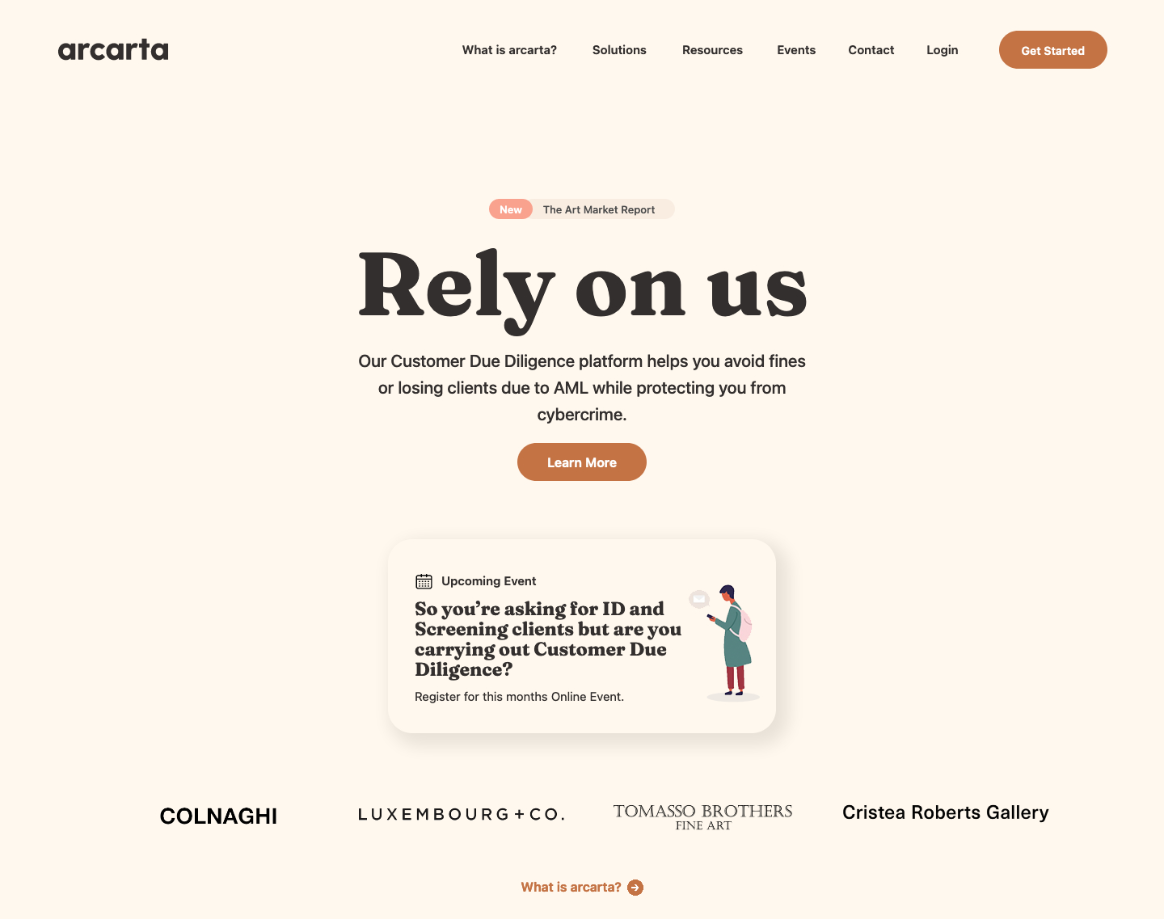 arcarta
What is arcarta?
Solutions
Resources
Events
Contact
Login
Get Started
New
The Art Market Report
Rely on us
Our Customer Due Diligence platform helps you avoid fines
or losing clients due to AML while protecting you from
cybercrime.
Learn More
Upcoming Event
So you’re asking for ID and
Screening clients but are you
carrying out Customer Due
Diligence?
Register for this months Online Event.
COLNAGHI
LUXEMBOURG + CO.
TOMASSO BROTHERS
FINE ART
Cristea Roberts Gallery
What is arcarta?